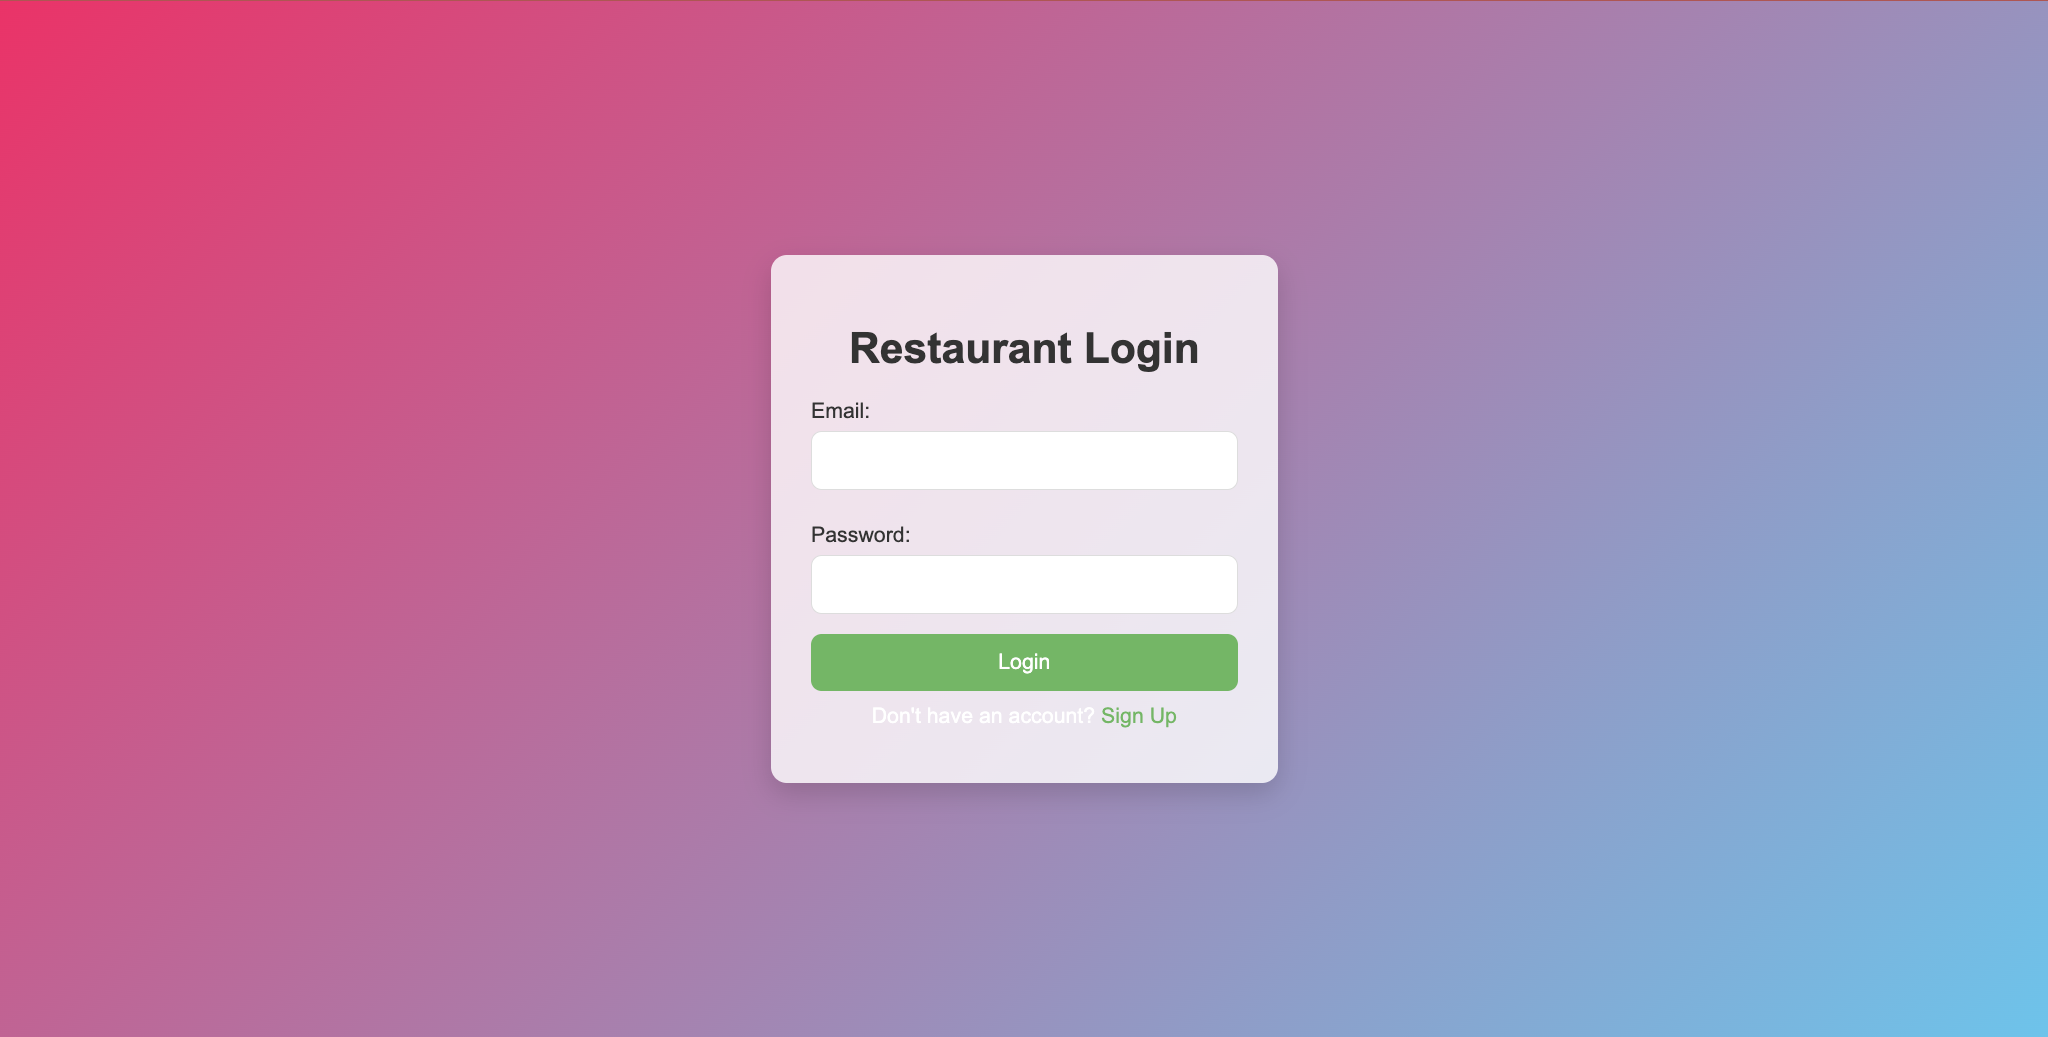 Restaurant Login
Email:
Password:
Login
Don't have an account? Sign Up